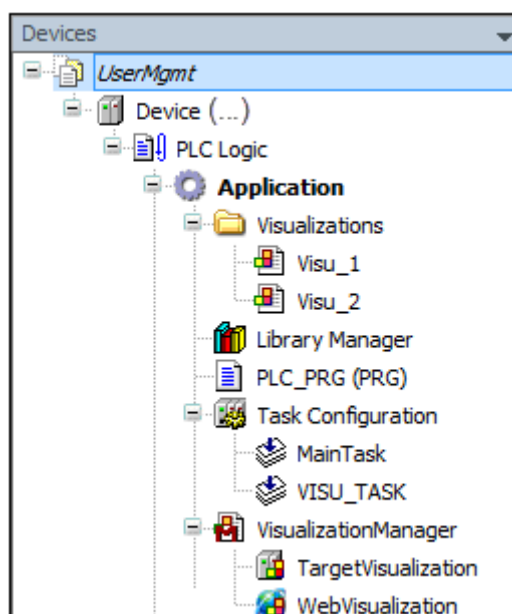 Devices
UserMgmt
Device (...)
PLC Logic
Application
Visualizations
Visu_1
Visu_2
Library Manager
PLC_PRG (PRG)
Task Configuration
MainTask
VISU_TASK
VisualizationManager
TargetVisualization
WebVisualization